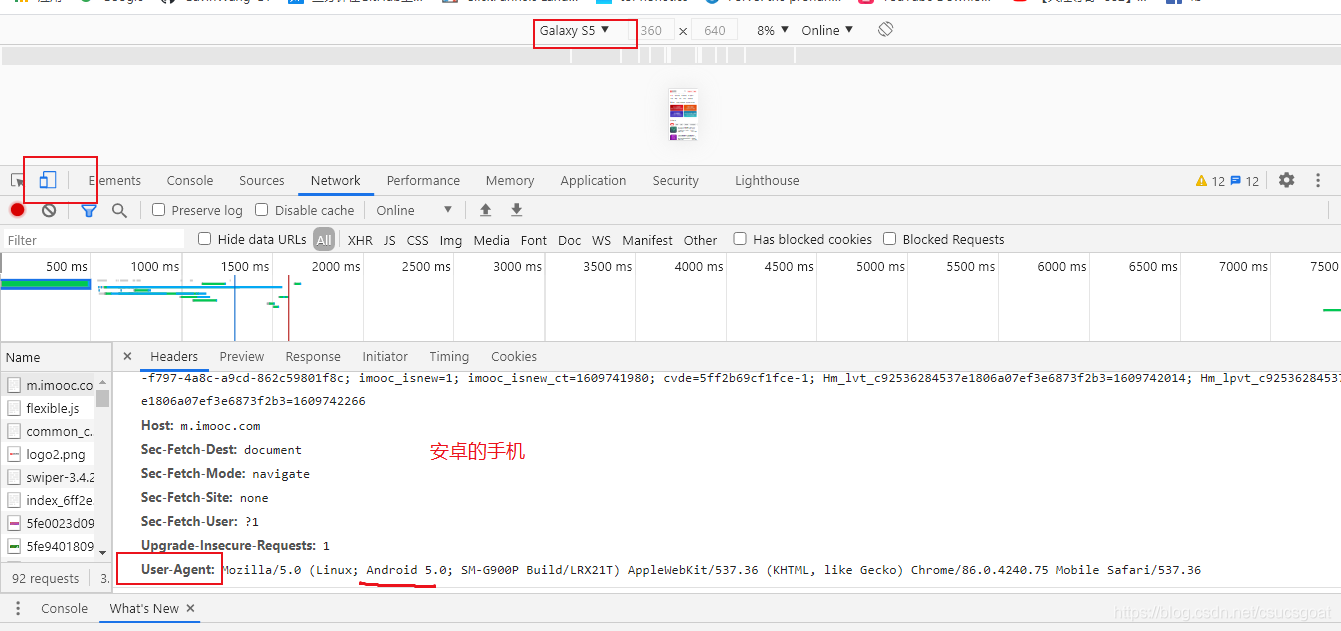 Galaxy S5 ▼ 360 × 640 8% ▼ Online ▼
Elements Console Sources Network Performance Memory Application Security Lighthouse 12 12
Preserve log Disable cache Online ▼
Filter Hide data URLs All XHR JS CSS Img Media Font Doc WS Manifest Other Has blocked cookies Blocked Requests
500 ms 1000 ms 1500 ms 2000 ms 2500 ms 3000 ms 3500 ms 4000 ms 4500 ms 5000 ms 5500 ms 6000 ms 6500 ms 7000 ms 7500
Name × Headers Preview Response Initiator Timing Cookies
m.imooc.co
flexible.js
common_c.
logo2.png
swiper-3.4.2
index_6ff2e
5fe0023d09
5fe9401809
92 requests 3.
-f797-4a8c-a9cd-862c59801f8c; imooc_isnew=1; imooc_isnew_ct=1609741980; cvde=5ff2b69cf1fce-1; Hm_lvt_c92536284537e1806a07ef3e6873f2b3=1609742014; Hm_lpvt_c92536284537
e1806a07ef3e6873f2b3=1609742266
Host: m.imooc.com
Sec-Fetch-Dest: document
安卓的手机
Sec-Fetch-Mode: navigate
Sec-Fetch-Site: none
Sec-Fetch-User: ?1
Upgrade-Insecure-Requests: 1
User-Agent: Mozilla/5.0 (Linux; Android 5.0; SM-G900P Build/LRX21T) AppleWebKit/537.36 (KHTML, like Gecko) Chrome/86.0.4240.75 Mobile Safari/537.36
Console What's New ×
https://blog.csdn.net/csucsgoat